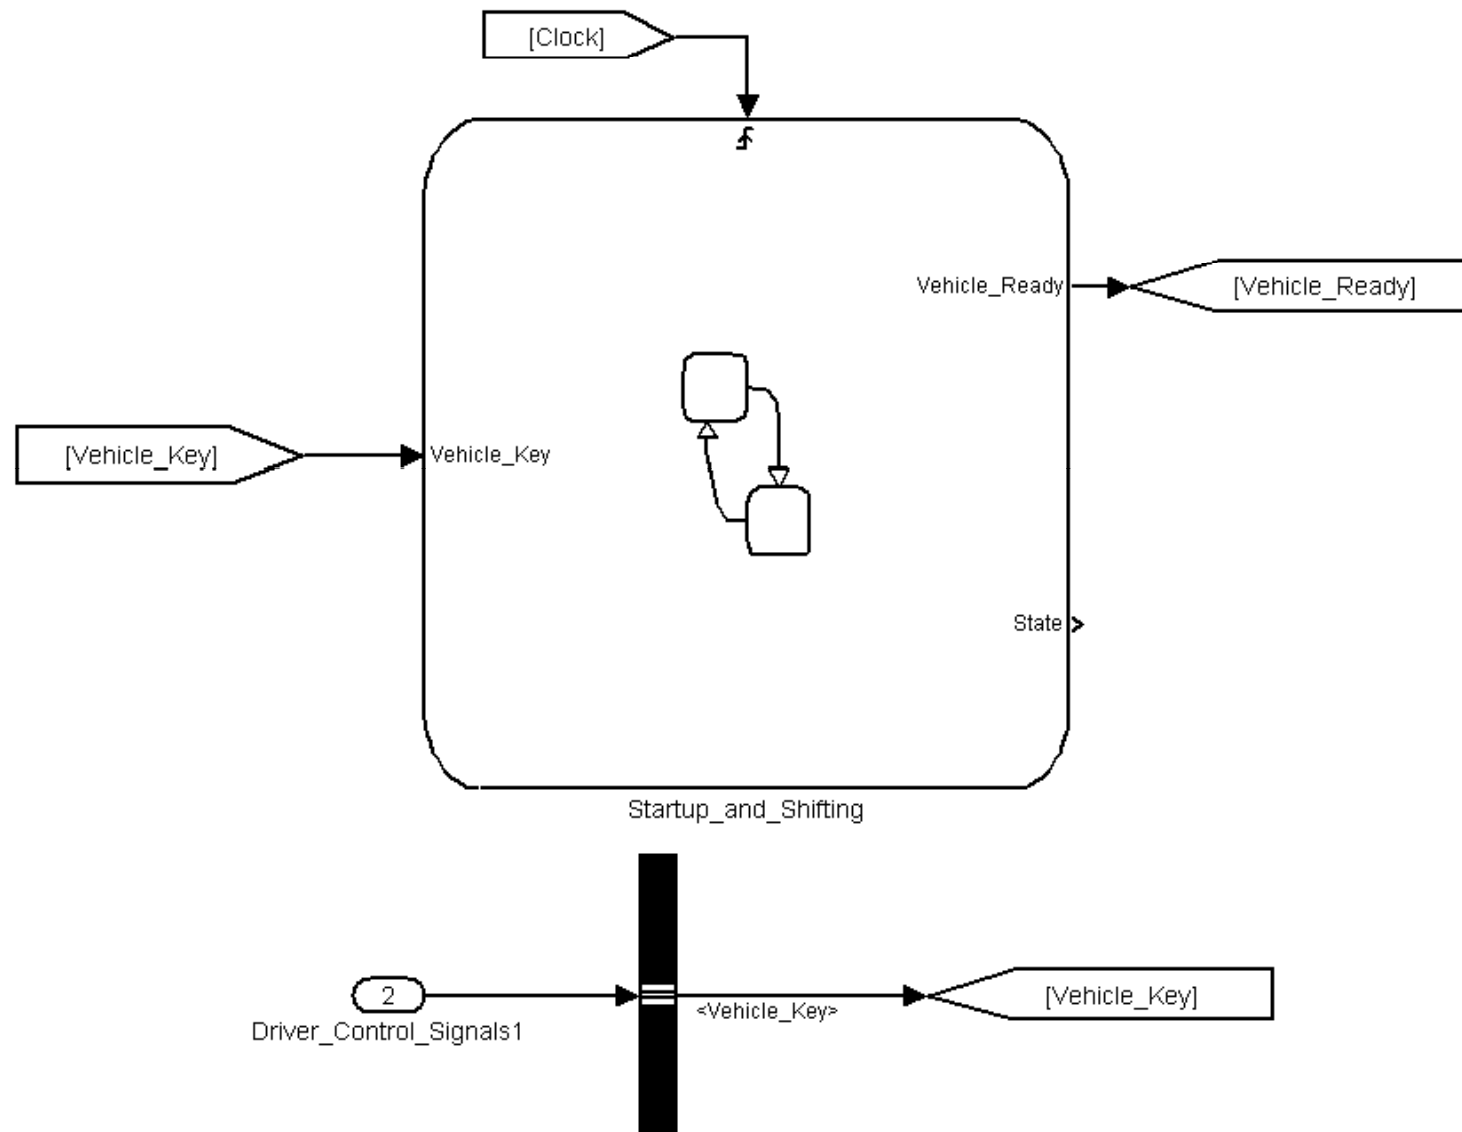 [Clock]
Vehicle_Ready
[Vehicle_Ready]
[Vehicle_Key]
Vehicle_Key
State
Startup_and_Shifting
2
<Vehicle_Key>
[Vehicle_Key]
Driver_Control_Signals1